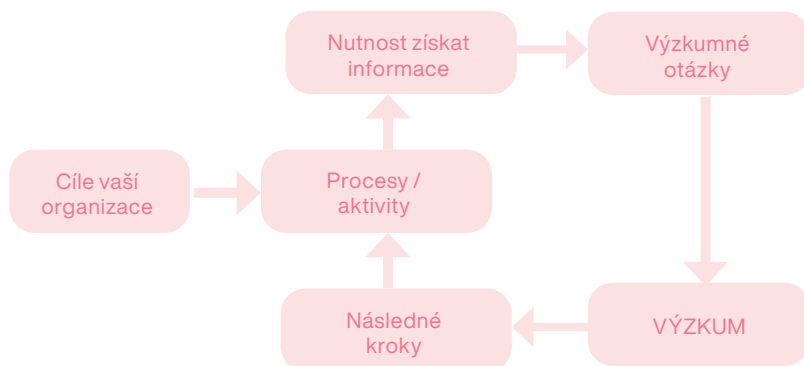 Nutnost získat
informace
Výzkumné
otázky
Cíle vaší
organizace
Procesy /
aktivity
Následné
kroky
VÝZKUM